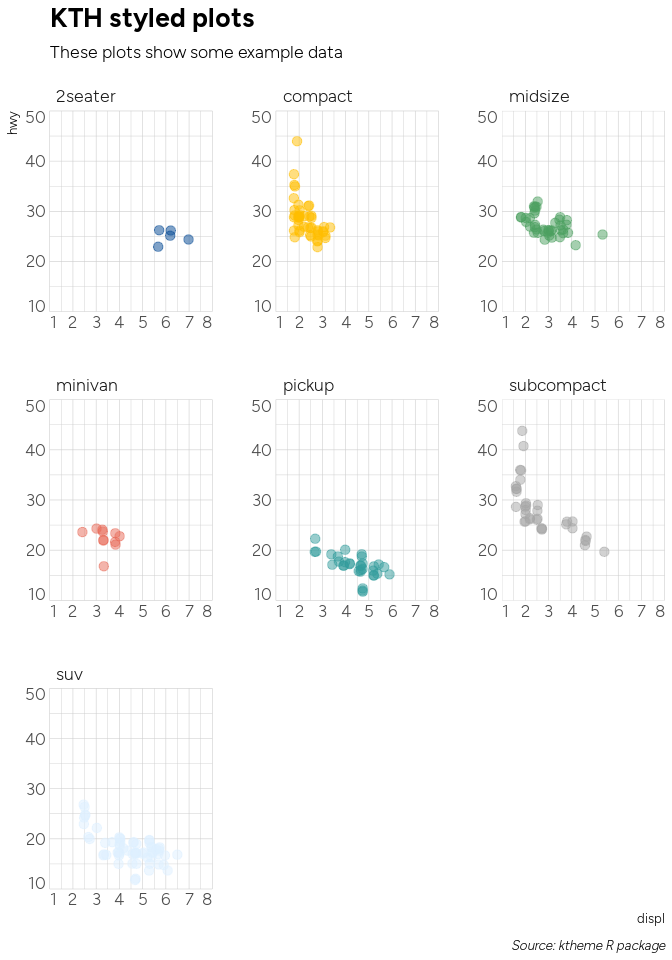 KTH styled plots
These plots show some example data
2seater compact midsize
hwy
50 50 50
40 40 40
30 30 30
20 20 20
10 10 10
1 2 3 4 5 6 7 8 1 2 3 4 5 6 7 8 1 2 3 4 5 6 7 8
minivan pickup subcompact
50 50 50
40 40 40
30 30 30
20 20 20
10 10 10
1 2 3 4 5 6 7 8 1 2 3 4 5 6 7 8 1 2 3 4 5 6 7 8
suv
50
40
30
20
10
1 2 3 4 5 6 7 8
displ
Source: ktheme R package